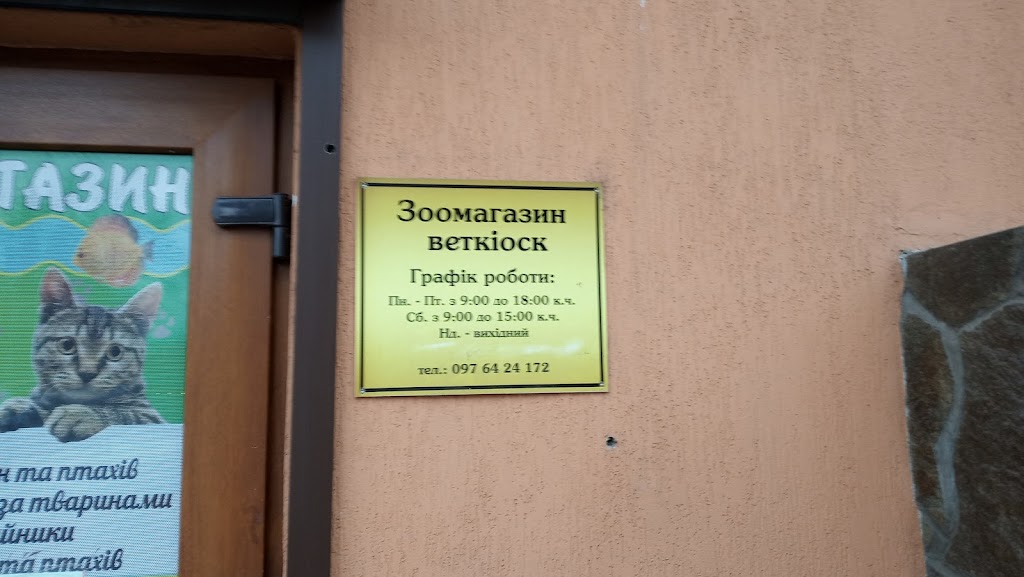 Зоомагазин
веткіоск
Графік роботи:
Пн. - Пт. з 9:00 до 18:00 к.ч.
Сб. з 9:00 до 15:00 к.ч.
Нд. - вихідний
тел.: 097 64 24 172
ГАЗИН
н та птахів
за тваринами
йники
та птахів